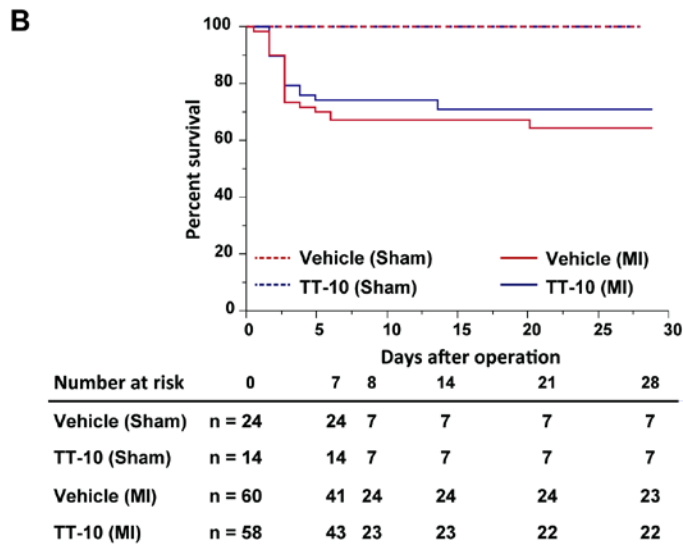 B
100
80
60
40
20
0
Percent survival
Vehicle (Sham) Vehicle (MI)
TT-10 (Sham) TT-10 (MI)
0 5 10 15 20 25 30
Days after operation
Number at risk 0 7 8 14 21 28
Vehicle (Sham) n = 24 24 7 7 7 7
TT-10 (Sham) n = 14 14 7 7 7 7
Vehicle (MI) n = 60 41 24 24 24 23
TT-10 (MI) n = 58 43 23 23 22 22